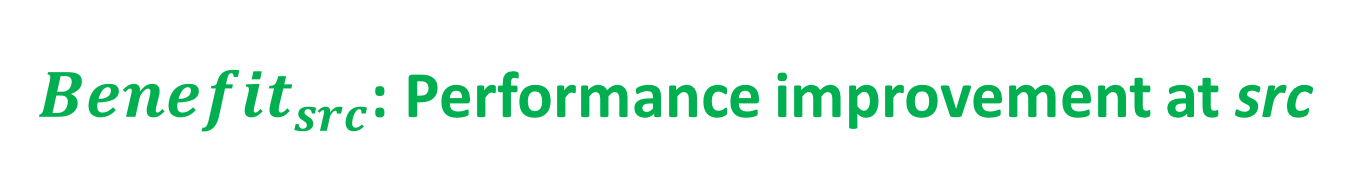 Benefit_src: Performance improvement at src